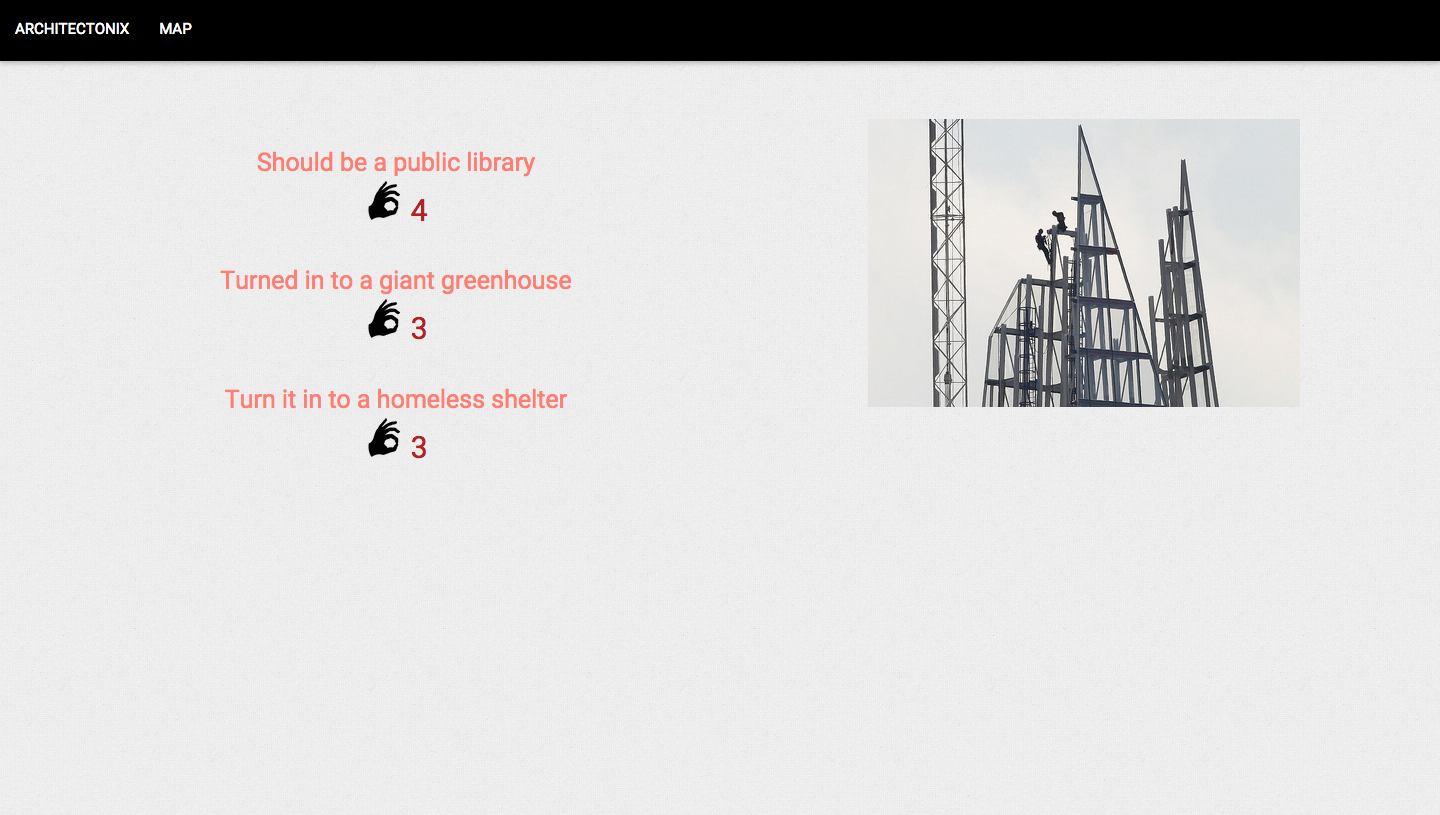 ARCHITECTONIX MAP
Should be a public library
4
Turned in to a giant greenhouse
3
Turn it in to a homeless shelter
3